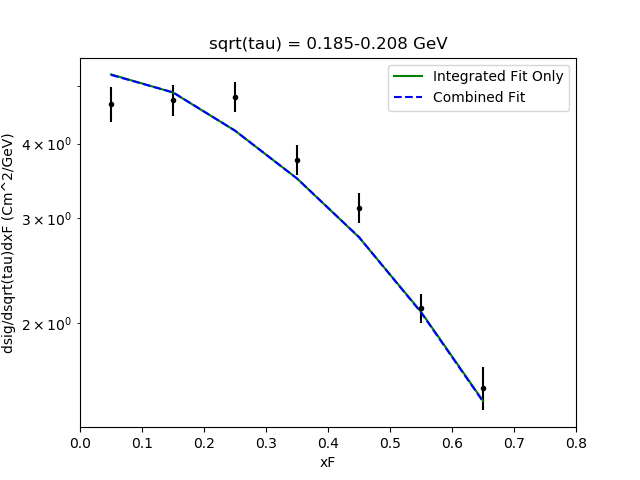 sqrt(tau) = 0.185-0.208 GeV
Integrated Fit Only
Combined Fit
dsig/dsqrt(tau)dxF (Cm^2/GeV)
4 × 10⁰
3 × 10⁰
2 × 10⁰
0.0 0.1 0.2 0.3 0.4 0.5 0.6 0.7 0.8
xF